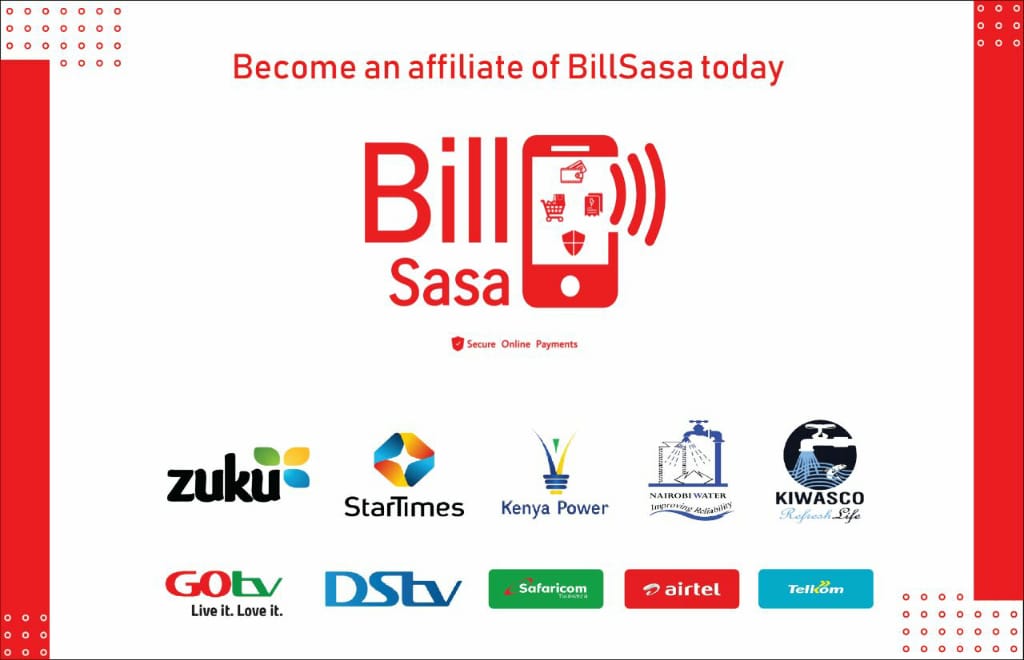 Become an affiliate of BillSasa today
Bill
Sasa
Secure Online Payments
zuku
StarTimes
Kenya Power
NAIROBI WATER
Improving Reliability
KIWASCO
Refresh Life
GOtv
Live it. Love it.
DStv
Safaricom
airtel
Telkom